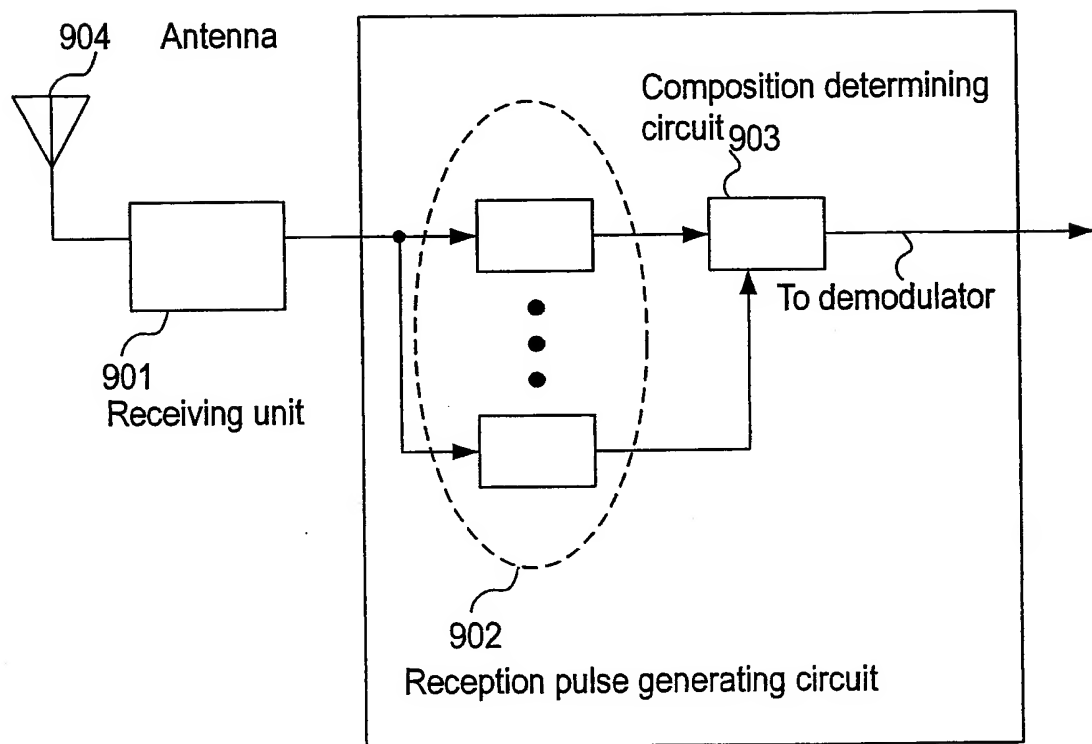 904 Antenna
Composition determining
circuit 903
To demodulator
901
Receiving unit
902
Reception pulse generating circuit